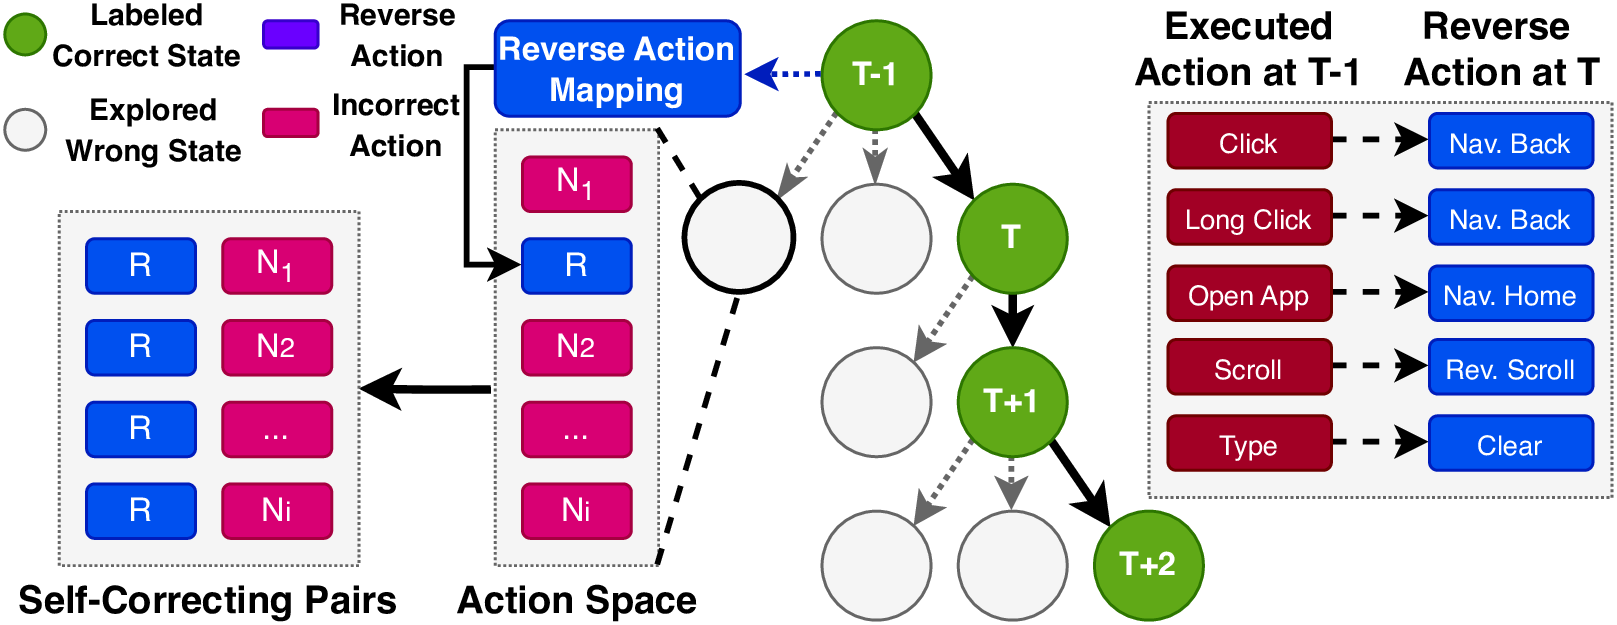 Labeled
Correct State
Reverse
Action
Explored
Wrong State
Incorrect
Action
Reverse Action
Mapping
T-1
T
T+1
T+2
N1
R
N2
...
Ni
Action Space
R
N1
R
N2
R
...
R
Ni
Self-Correcting Pairs
Executed
Action at T-1
Reverse
Action at T
Click
Nav. Back
Long Click
Nav. Back
Open App
Nav. Home
Scroll
Rev. Scroll
Type
Clear